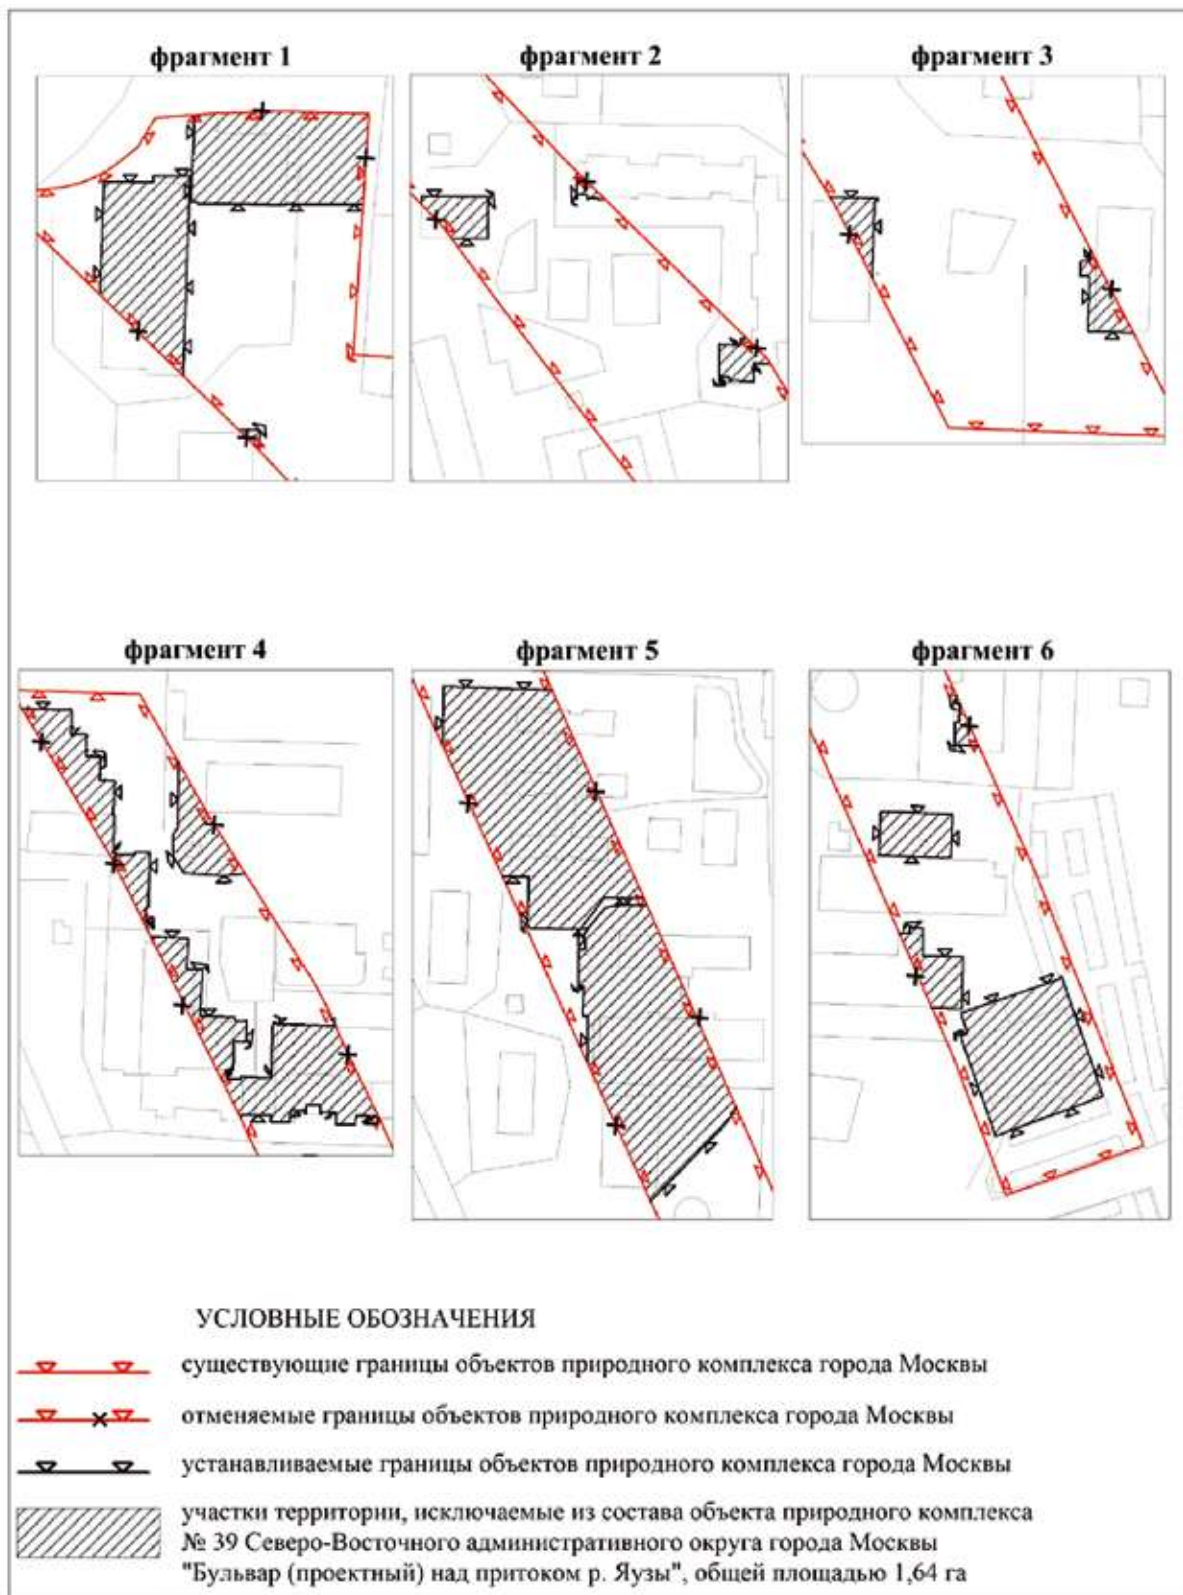 фрагмент 1
фрагмент 2
фрагмент 3
фрагмент 4
фрагмент 5
фрагмент 6
УСЛОВНЫЕ ОБОЗНАЧЕНИЯ
существующие границы объектов природного комплекса города Москвы
отменяемые границы объектов природного комплекса города Москвы
устанавливаемые границы объектов природного комплекса города Москвы
участки территории, исключаемые из состава объекта природного комплекса
№ 39 Северо-Восточного административного округа города Москвы
"Бульвар (проектный) над притоком р. Яузы", общей площадью 1,64 га